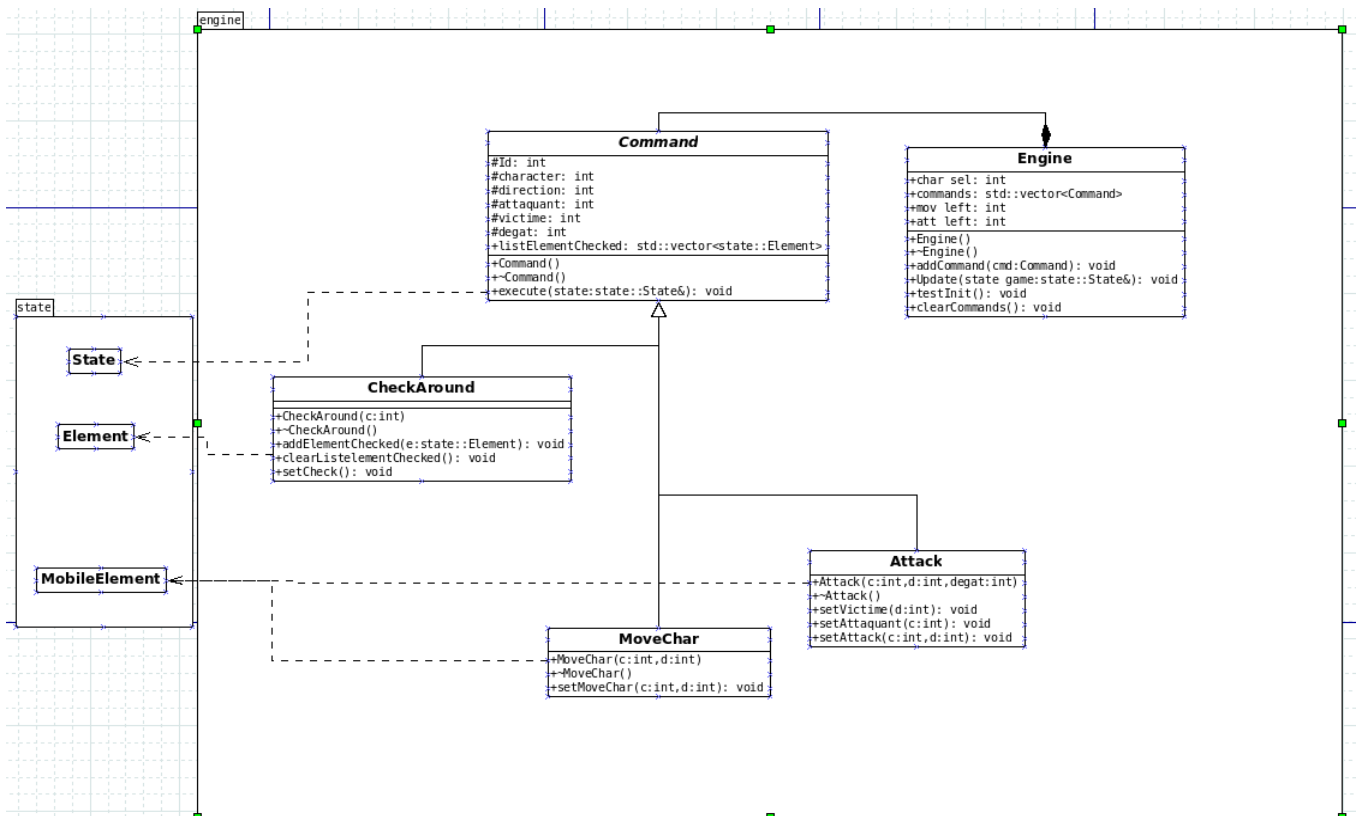 engine
Command
#Id: int
#character: int
#direction: int
#attaquant: int
#victime: int
#degat: int
+listElementChecked: std::vector<state::Element>
+Command()
+~Command()
+execute(state:state::State&): void
Engine
+char sel: int
+commands: std::vector<Command>
+mov left: int
+att left: int
+Engine()
+~Engine()
+addCommand(cmd:Command): void
+Update(state game:state::State&): void
+testInit(): void
+clearCommands(): void
state
State
Element
MobileElement
CheckAround
+CheckAround(c:int)
+~CheckAround()
+addElementChecked(e:state::Element): void
+clearListelementChecked(): void
+setCheck(): void
Attack
+Attack(c:int,d:int,degat:int)
+~Attack()
+setVictime(d:int): void
+setAttaquant(c:int): void
+setAttack(c:int,d:int): void
MoveChar
+MoveChar(c:int,d:int)
+~MoveChar()
+setMoveChar(c:int,d:int): void